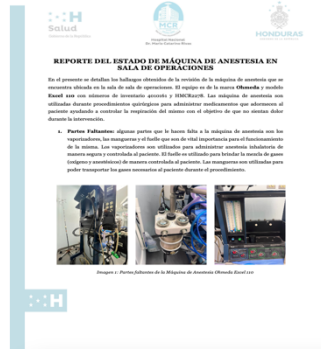 Salud
HCR
Hospital Nacional
HONDURAS
REPORTE DEL ESTADO DE MÁQUINA DE ANESTESIA EN
SALA DE OPERACIONES
En el presente se detallan los hallazgos obtenidos de la revisión de la máquina de anestesia que se
encuentra ubicada en la sala de sala de operaciones. El equipo es de la marca Ohmeda y modelo
Excel 210 con números de inventario y Las máquina de anestesia son
utilizadas durante procedimientos quirúrgicos para administrar medicamentos que adormecen al
paciente ayudando a controlar la respiración del mismo con el objetivo de que no sientan dolor
durante la intervención.
1. Partes Faltantes: algunas partes que le hacen falta a la máquina de anestesia son los
vaporizadores, las mangueras y el fuelle que son de vital importancia para el funcionamiento
de la misma. Los vaporizadores son utilizados para administrar anestesia inhalatoria de
manera segura y controlada al paciente. El fuelle es utilizado para brindar la mezcla de gases
(oxígeno y anestésicos) de manera controlada al paciente. Las mangueras son utilizadas para
poder transportar los gases necesarios al paciente durante el procedimiento.
Imagen 1: Partes faltantes de la Máquina de Anestesia Ohmeda Excel 210
H